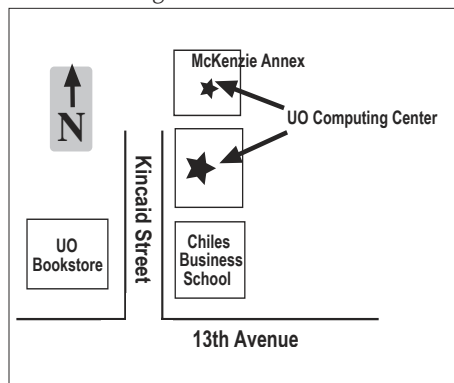 McKenzie Annex
UO Computing Center
N
Kincaid Street
UO
Bookstore
Chiles
Business
School
13th Avenue